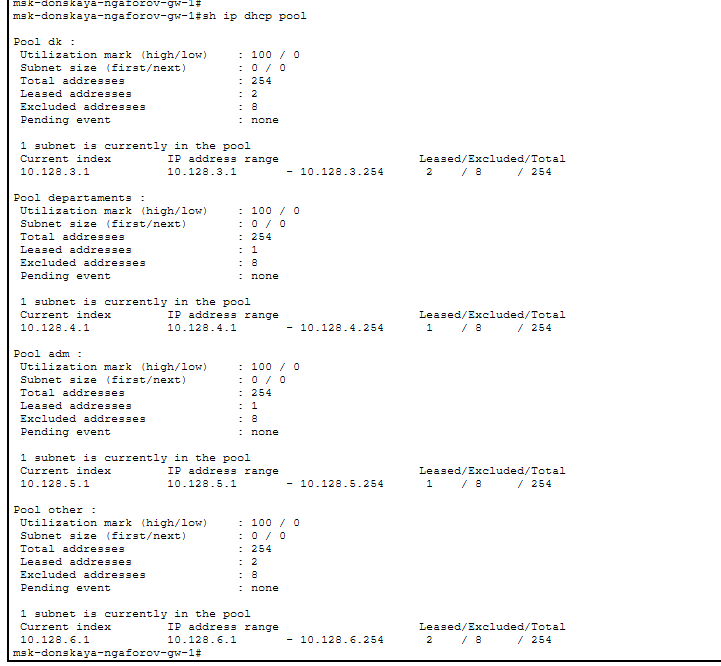 msk-donskaya-ngaforov-gw-1#
msk-donskaya-ngaforov-gw-1#sh ip dhcp pool
Pool dk :
Utilization mark (high/low) : 100 / 0
Subnet size (first/next) : 0 / 0
Total addresses : 254
Leased addresses : 2
Excluded addresses : 8
Pending event : none
1 subnet is currently in the pool
Current index IP address range Leased/Excluded/Total
10.128.3.1 10.128.3.1 - 10.128.3.254 2 / 8 / 254
Pool departaments :
Utilization mark (high/low) : 100 / 0
Subnet size (first/next) : 0 / 0
Total addresses : 254
Leased addresses : 1
Excluded addresses : 8
Pending event : none
1 subnet is currently in the pool
Current index IP address range Leased/Excluded/Total
10.128.4.1 10.128.4.1 - 10.128.4.254 1 / 8 / 254
Pool adm :
Utilization mark (high/low) : 100 / 0
Subnet size (first/next) : 0 / 0
Total addresses : 254
Leased addresses : 1
Excluded addresses : 8
Pending event : none
1 subnet is currently in the pool
Current index IP address range Leased/Excluded/Total
10.128.5.1 10.128.5.1 - 10.128.5.254 1 / 8 / 254
Pool other :
Utilization mark (high/low) : 100 / 0
Subnet size (first/next) : 0 / 0
Total addresses : 254
Leased addresses : 2
Excluded addresses : 8
Pending event : none
1 subnet is currently in the pool
Current index IP address range Leased/Excluded/Total
10.128.6.1 10.128.6.1 - 10.128.6.254 2 / 8 / 254
msk-donskaya-ngaforov-gw-1#